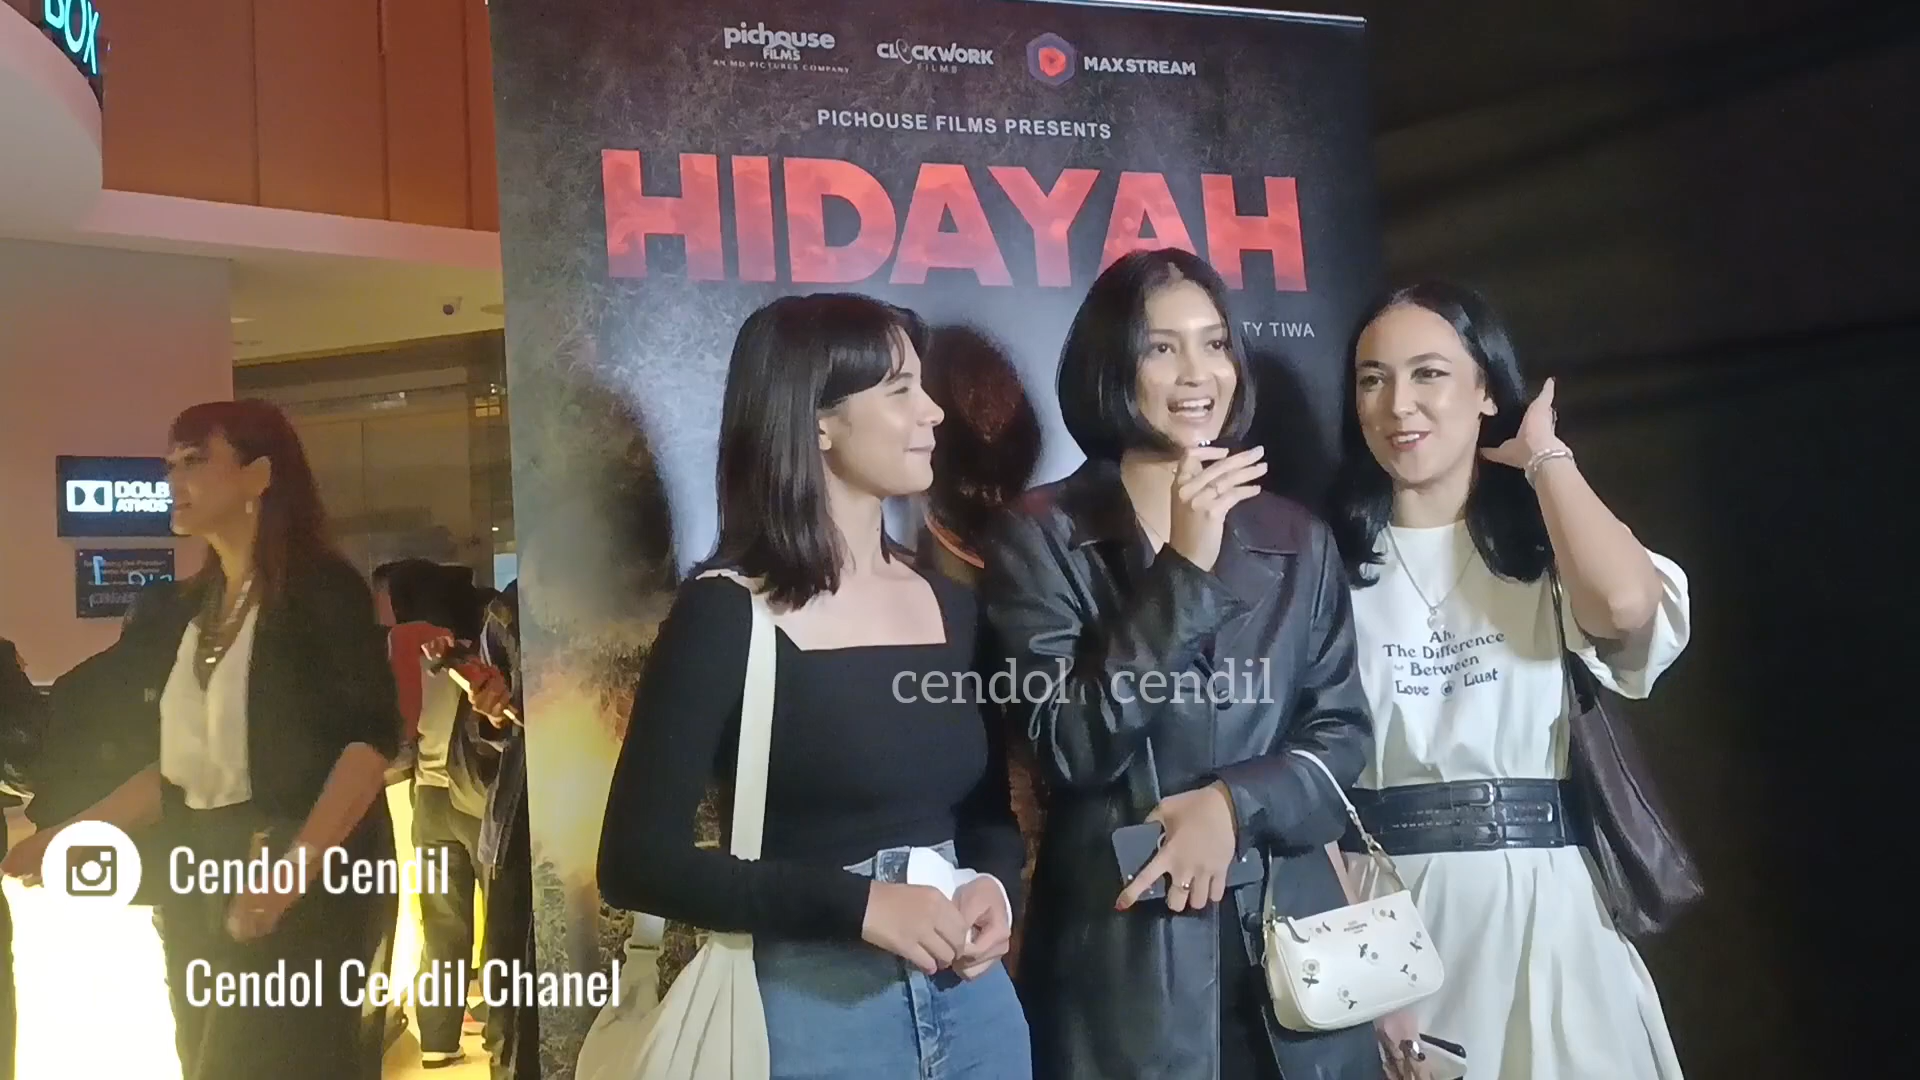 BOX
pichouse
FILMS
AN MD PICTURES COMPANY
CLOCKWORK
FILMS
MAXSTREAM
PICHOUSE FILMS PRESENTS
HIDAYAH
TY TIWA
DOLB
ATMOS
Ah,
The Difference
Between
Love Lust
cendol cendil
Cendol Cendil
Cendol Cendil Chanel